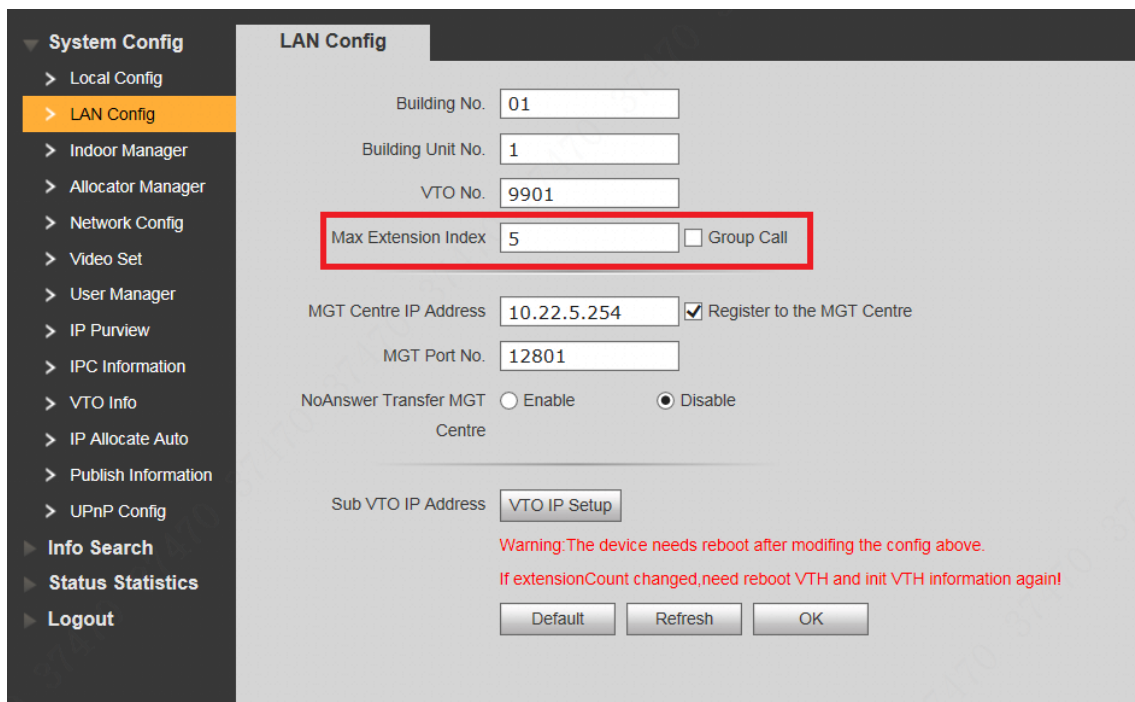 System Config
Local Config
LAN Config
Indoor Manager
Allocator Manager
Network Config
Video Set
User Manager
IP Purview
IPC Information
VTO Info
IP Allocate Auto
Publish Information
UPnP Config
Info Search
Status Statistics
Logout
LAN Config
Building No. 01
Building Unit No. 1
VTO No. 9901
Max Extension Index 5 Group Call
MGT Centre IP Address 10.22.5.254 Register to the MGT Centre
MGT Port No. 12801
NoAnswer Transfer MGT Enable Disable
Centre
Sub VTO IP Address VTO IP Setup
Warning:The device needs reboot after modifing the config above.
If extensionCount changed,need reboot VTH and init VTH information again!
Default Refresh OK
37470